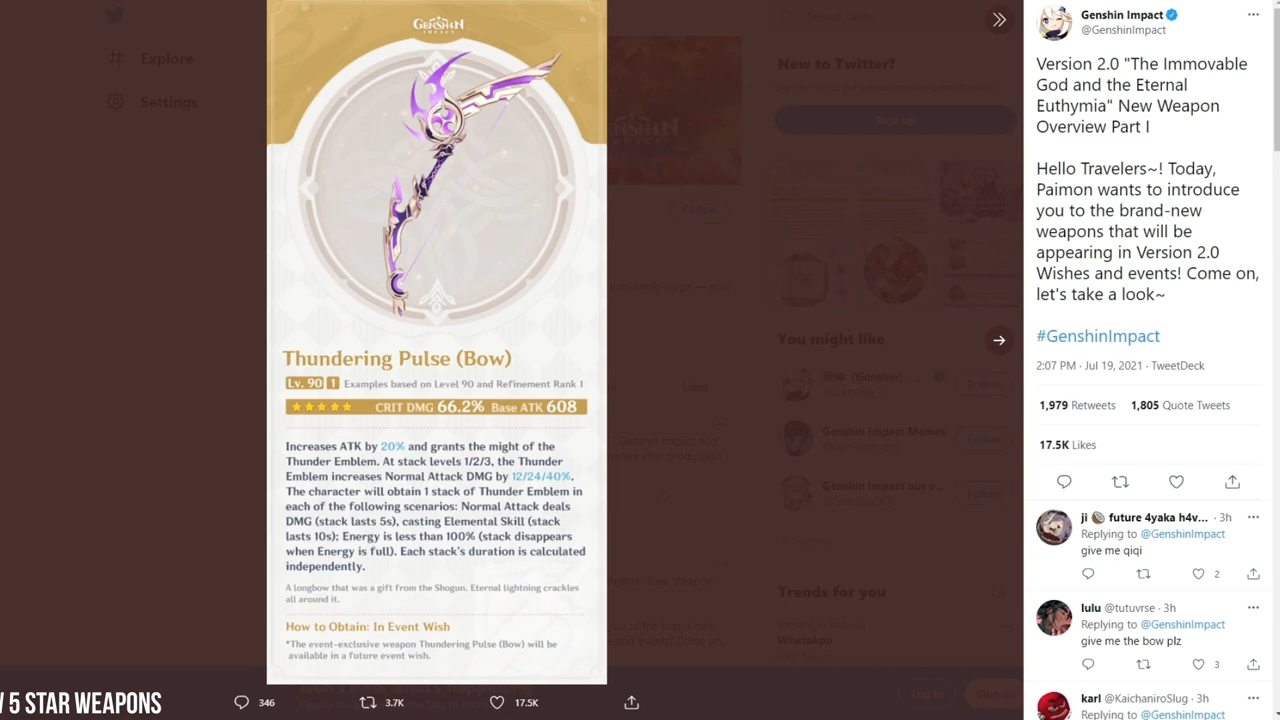 Explore
Settings
GENSHIN
IMPACT
Thundering Pulse (Bow)
Lv. 90 1 Examples based on Level 90 and Refinement Rank 1
CRIT DMG 66.2% Base ATK 608
Increases ATK by 20% and grants the might of the
Thunder Emblem. At stack levels 1/2/3, the Thunder
Emblem increases Normal Attack DMG by 12/24/40%.
The character will obtain 1 stack of Thunder Emblem in
each of the following scenarios: Normal Attack deals
DMG (stack lasts 5s), casting Elemental Skill (stack
lasts 10s); Energy is less than 100% (stack disappears
when Energy is full). Each stack's duration is calculated
independently.
A longbow that was a gift from the Shogun. Eternal lightning crackles
all around it.
How to Obtain: In Event Wish
*The event-exclusive weapon Thundering Pulse (Bow) will be
available in a future event wish.
346 3.7K 17.5K
W 5 STAR WEAPONS
New to Twitter?
Sign up
Follow
Likes
You might like
Genshin Impact Memes
Genshin Impact out o...
Trends for you
WhatsApp
Log in
Genshin Impact
@GenshinImpact
Version 2.0 "The Immovable
God and the Eternal
Euthymia" New Weapon
Overview Part I
Hello Travelers~! Today,
Paimon wants to introduce
you to the brand-new
weapons that will be
appearing in Version 2.0
Wishes and events! Come on,
let's take a look~
#GenshinImpact
2:07 PM · Jul 19, 2021 · TweetDeck
1,979 Retweets 1,805 Quote Tweets
17.5K Likes
ji 🥥 future 4yaka h4v... · 3h
Replying to @GenshinImpact
give me qiqi
2
lulu @tutuvrse · 3h
Replying to @GenshinImpact
give me the bow plz
3
karl @KaichaniroSlug · 3h
Replying to @GenshinImpact